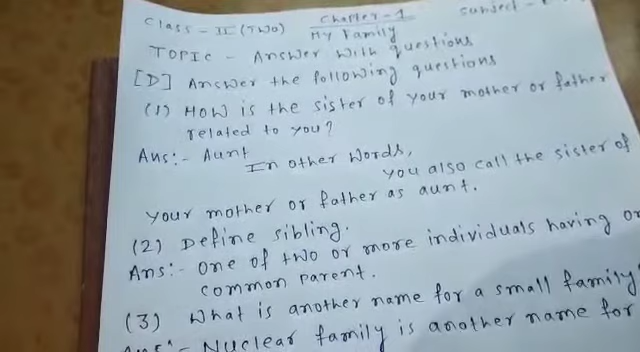 Class - II (TWO) Chapter - 1
My Family
TOPIC - Answer with questions
[D] Answer the following questions
(1) HOW is the sister of your mother or father
related to you?
Ans:- Aunt
In other words,
you also call the sister of
your mother or father as aunt.
(2) Define sibling.
Ans:- one of two or more individuals having one
common parent.
(3) What is another name for a small family
Ans:- Nuclear family is another name for